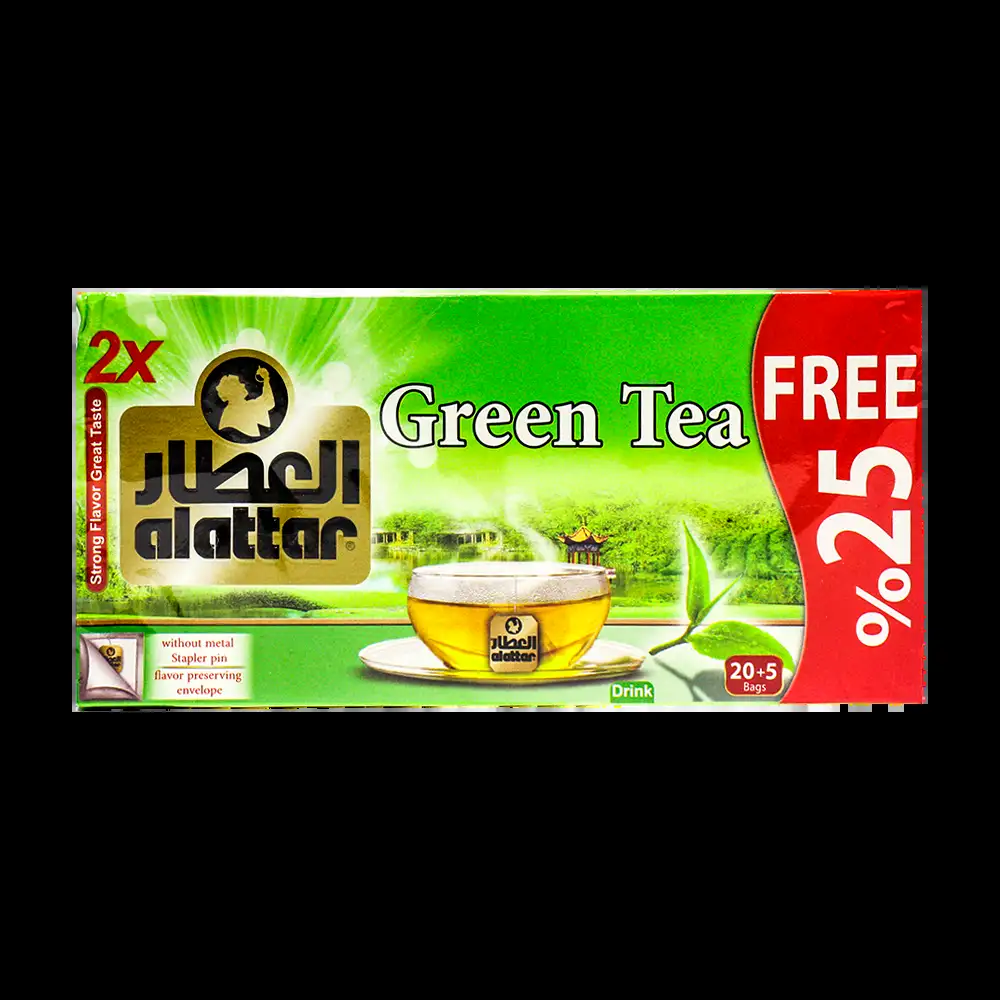 2x
Strong Flavor Great Taste
العطار
alattar®
Green Tea
FREE
%25
العطار
alattar
without metal
Stapler pin
flavor preserving
envelope
Drink
20+5
Bags